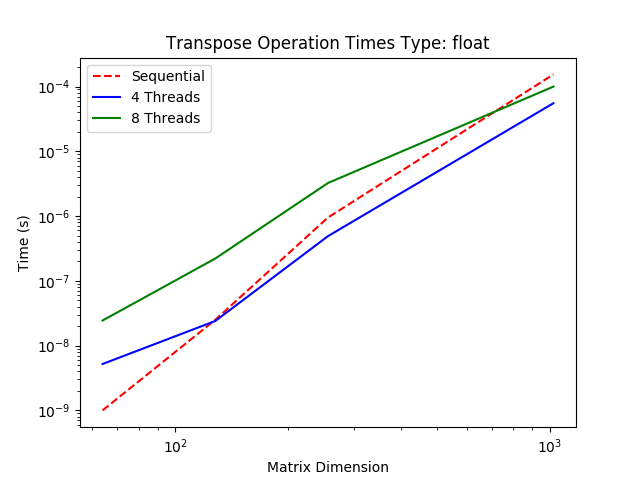 Transpose Operation Times Type: float
Sequential
4 Threads
8 Threads
10⁻⁴
10⁻⁵
10⁻⁶
10⁻⁷
10⁻⁸
10⁻⁹
Time (s)
10² 10³
Matrix Dimension